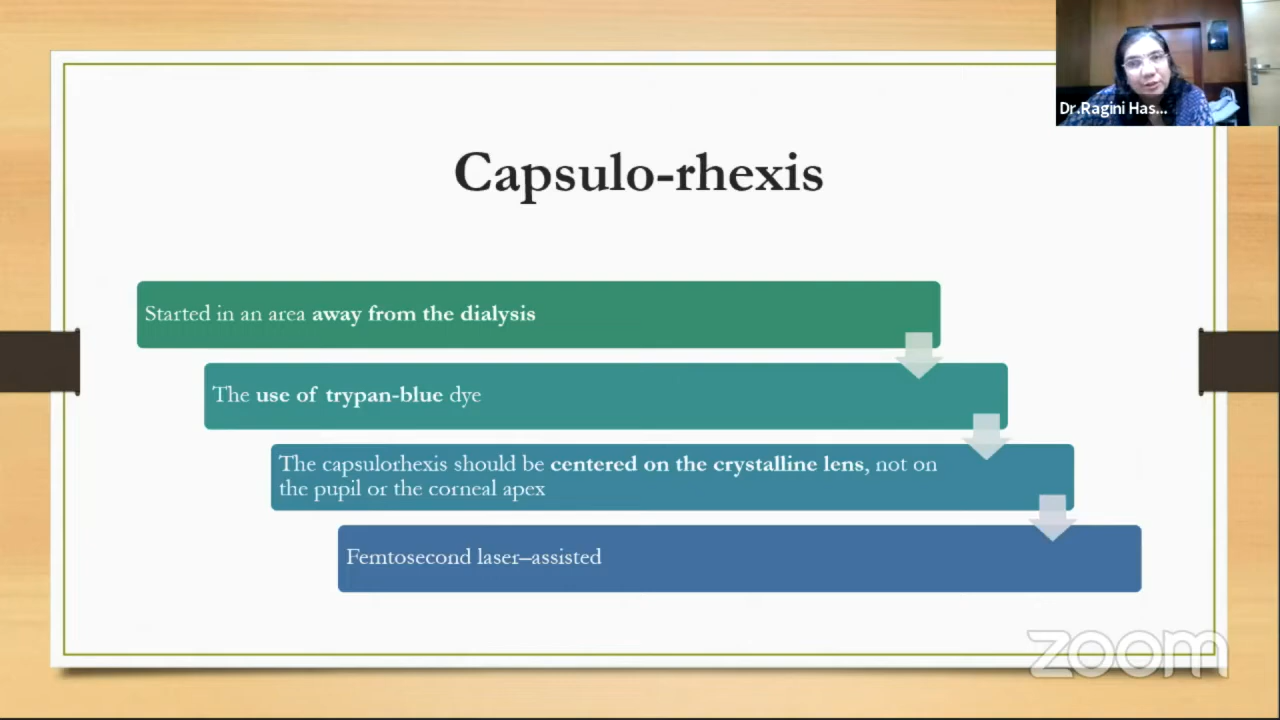 Dr.Ragini Has...
Capsulo-rhexis
Started in an area away from the dialysis
The use of trypan-blue dye
The capsulorhexis should be centered on the crystalline lens, not on
the pupil or the corneal apex
Femtosecond laser–assisted
zoom